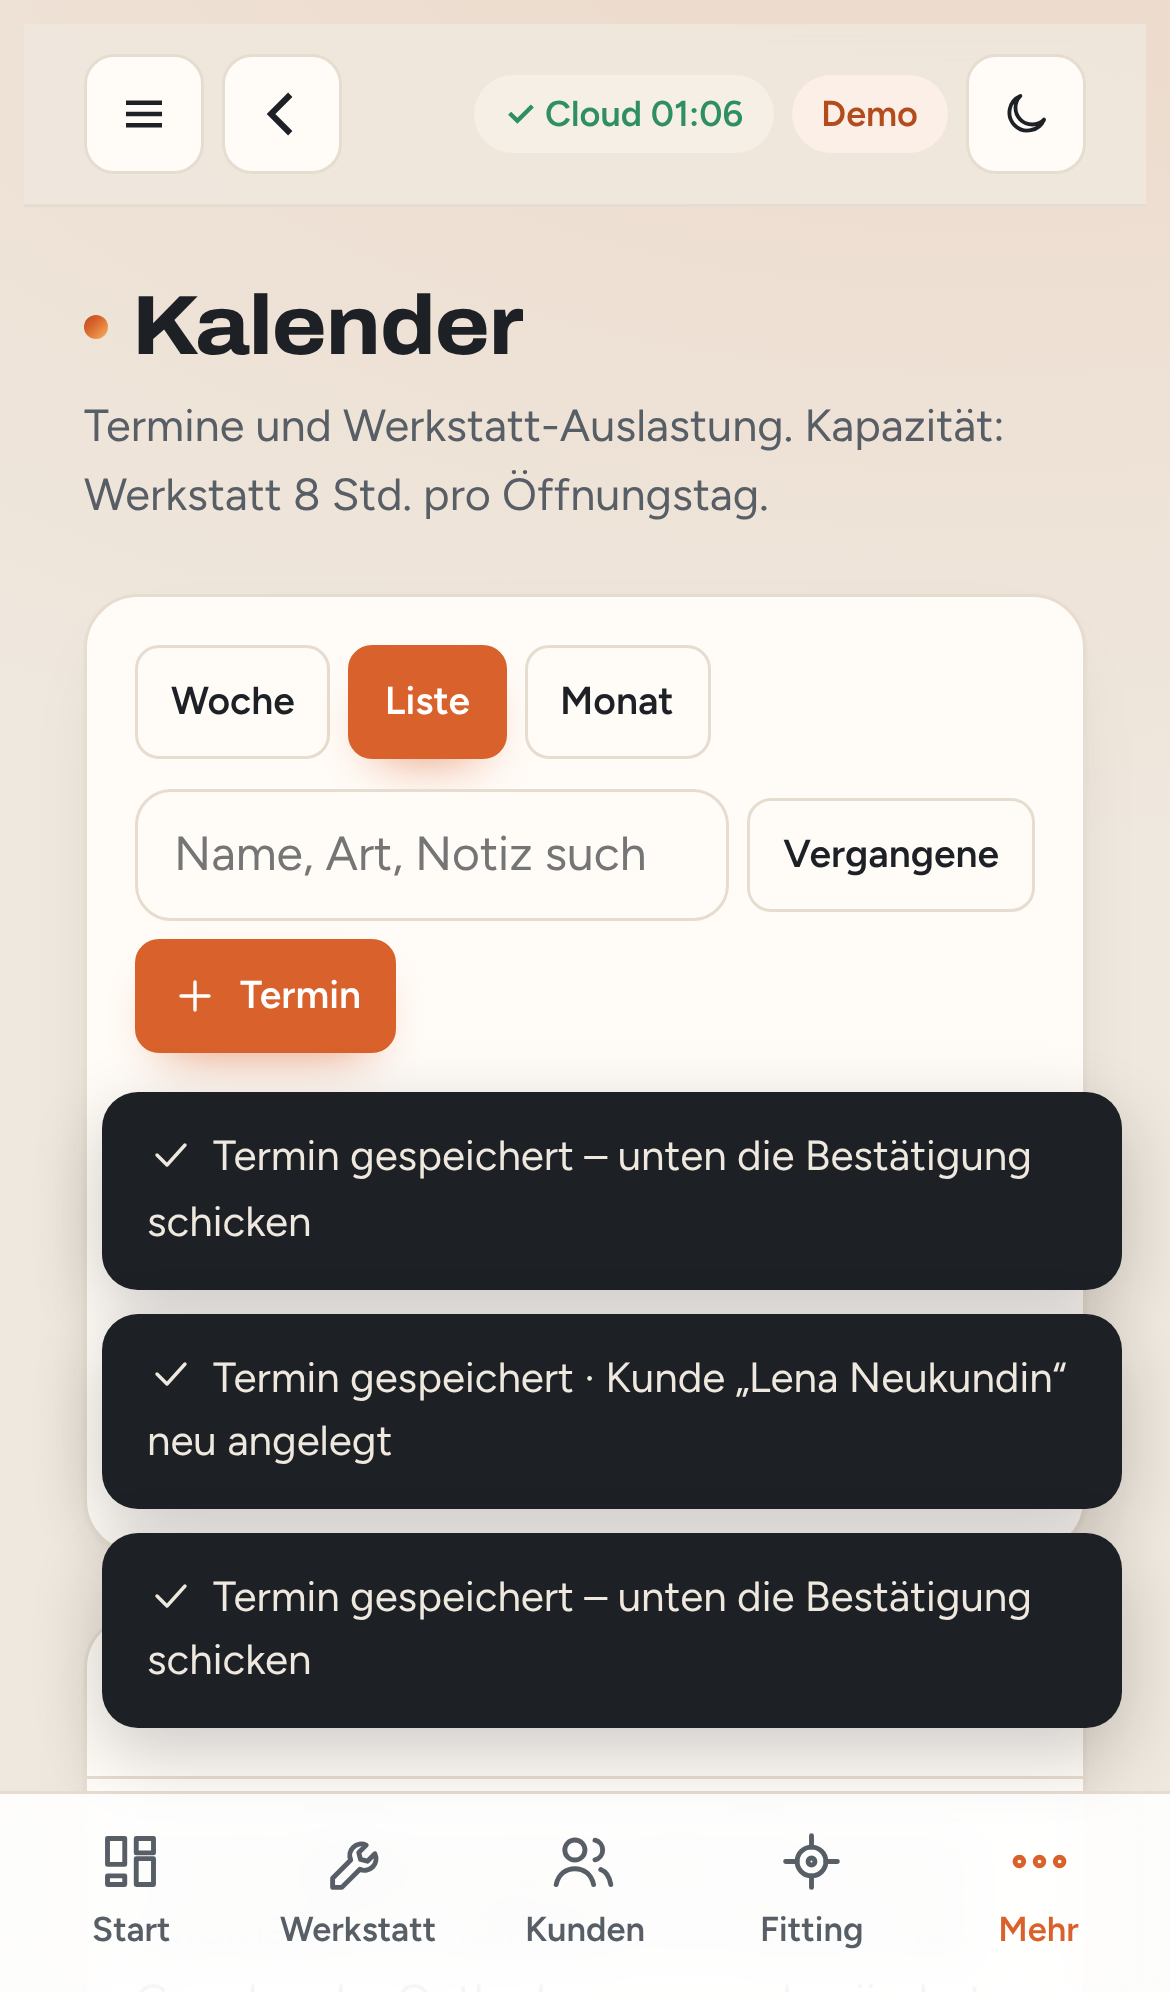 Cloud 01:06
Demo
Kalender
Termine und Werkstatt-Auslastung. Kapazität:
Werkstatt 8 Std. pro Öffnungstag.
Woche
Liste
Monat
Name, Art, Notiz such
Vergangene
+ Termin
Termin gespeichert – unten die Bestätigung
schicken
Termin gespeichert · Kunde „Lena Neukundin“
neu angelegt
Termin gespeichert – unten die Bestätigung
schicken
Start
Werkstatt
Kunden
Fitting
Mehr